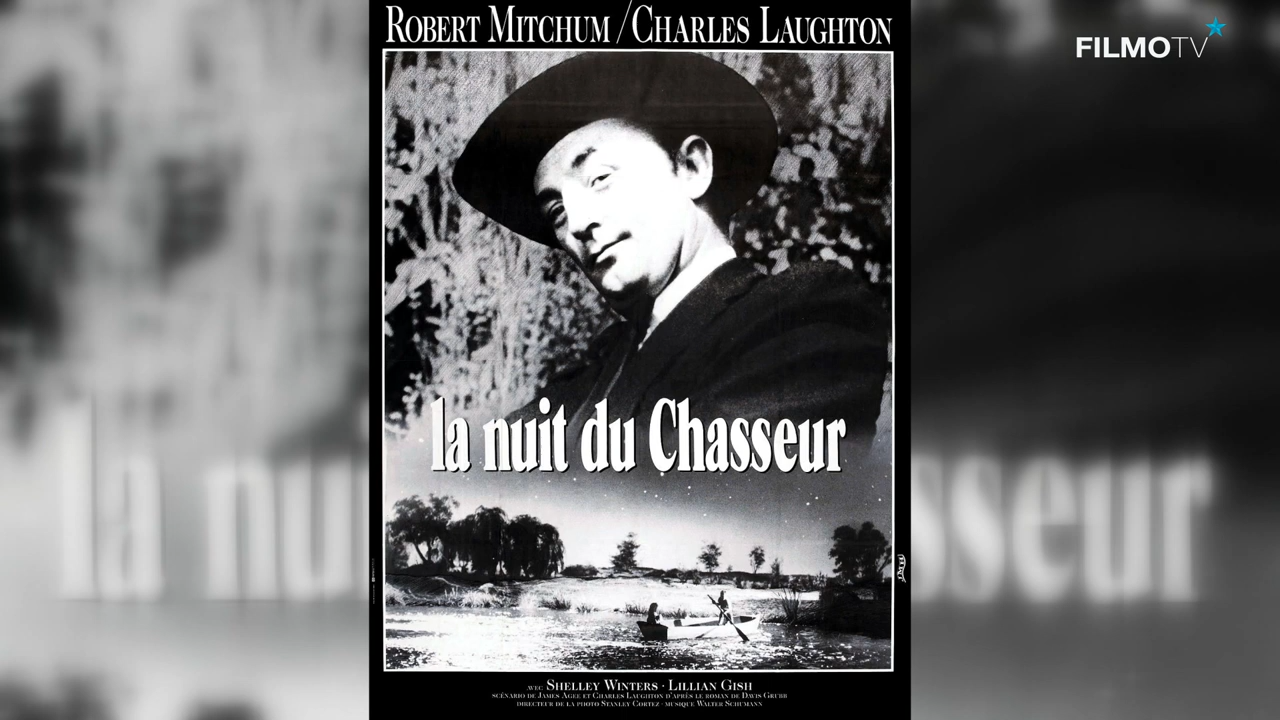 ROBERT MITCHUM / CHARLES LAUGHTON
FILMOTV
la nuit du Chasseur
AVEC SHELLEY WINTERS · LILLIAN GISH
SCÉNARIO DE JAMES AGEE ET CHARLES LAUGHTON D'APRÈS LE ROMAN DE DAVIS GRUBB
DIRECTEUR DE LA PHOTO STANLEY CORTEZ · MUSIQUE WALTER SCHUMANN